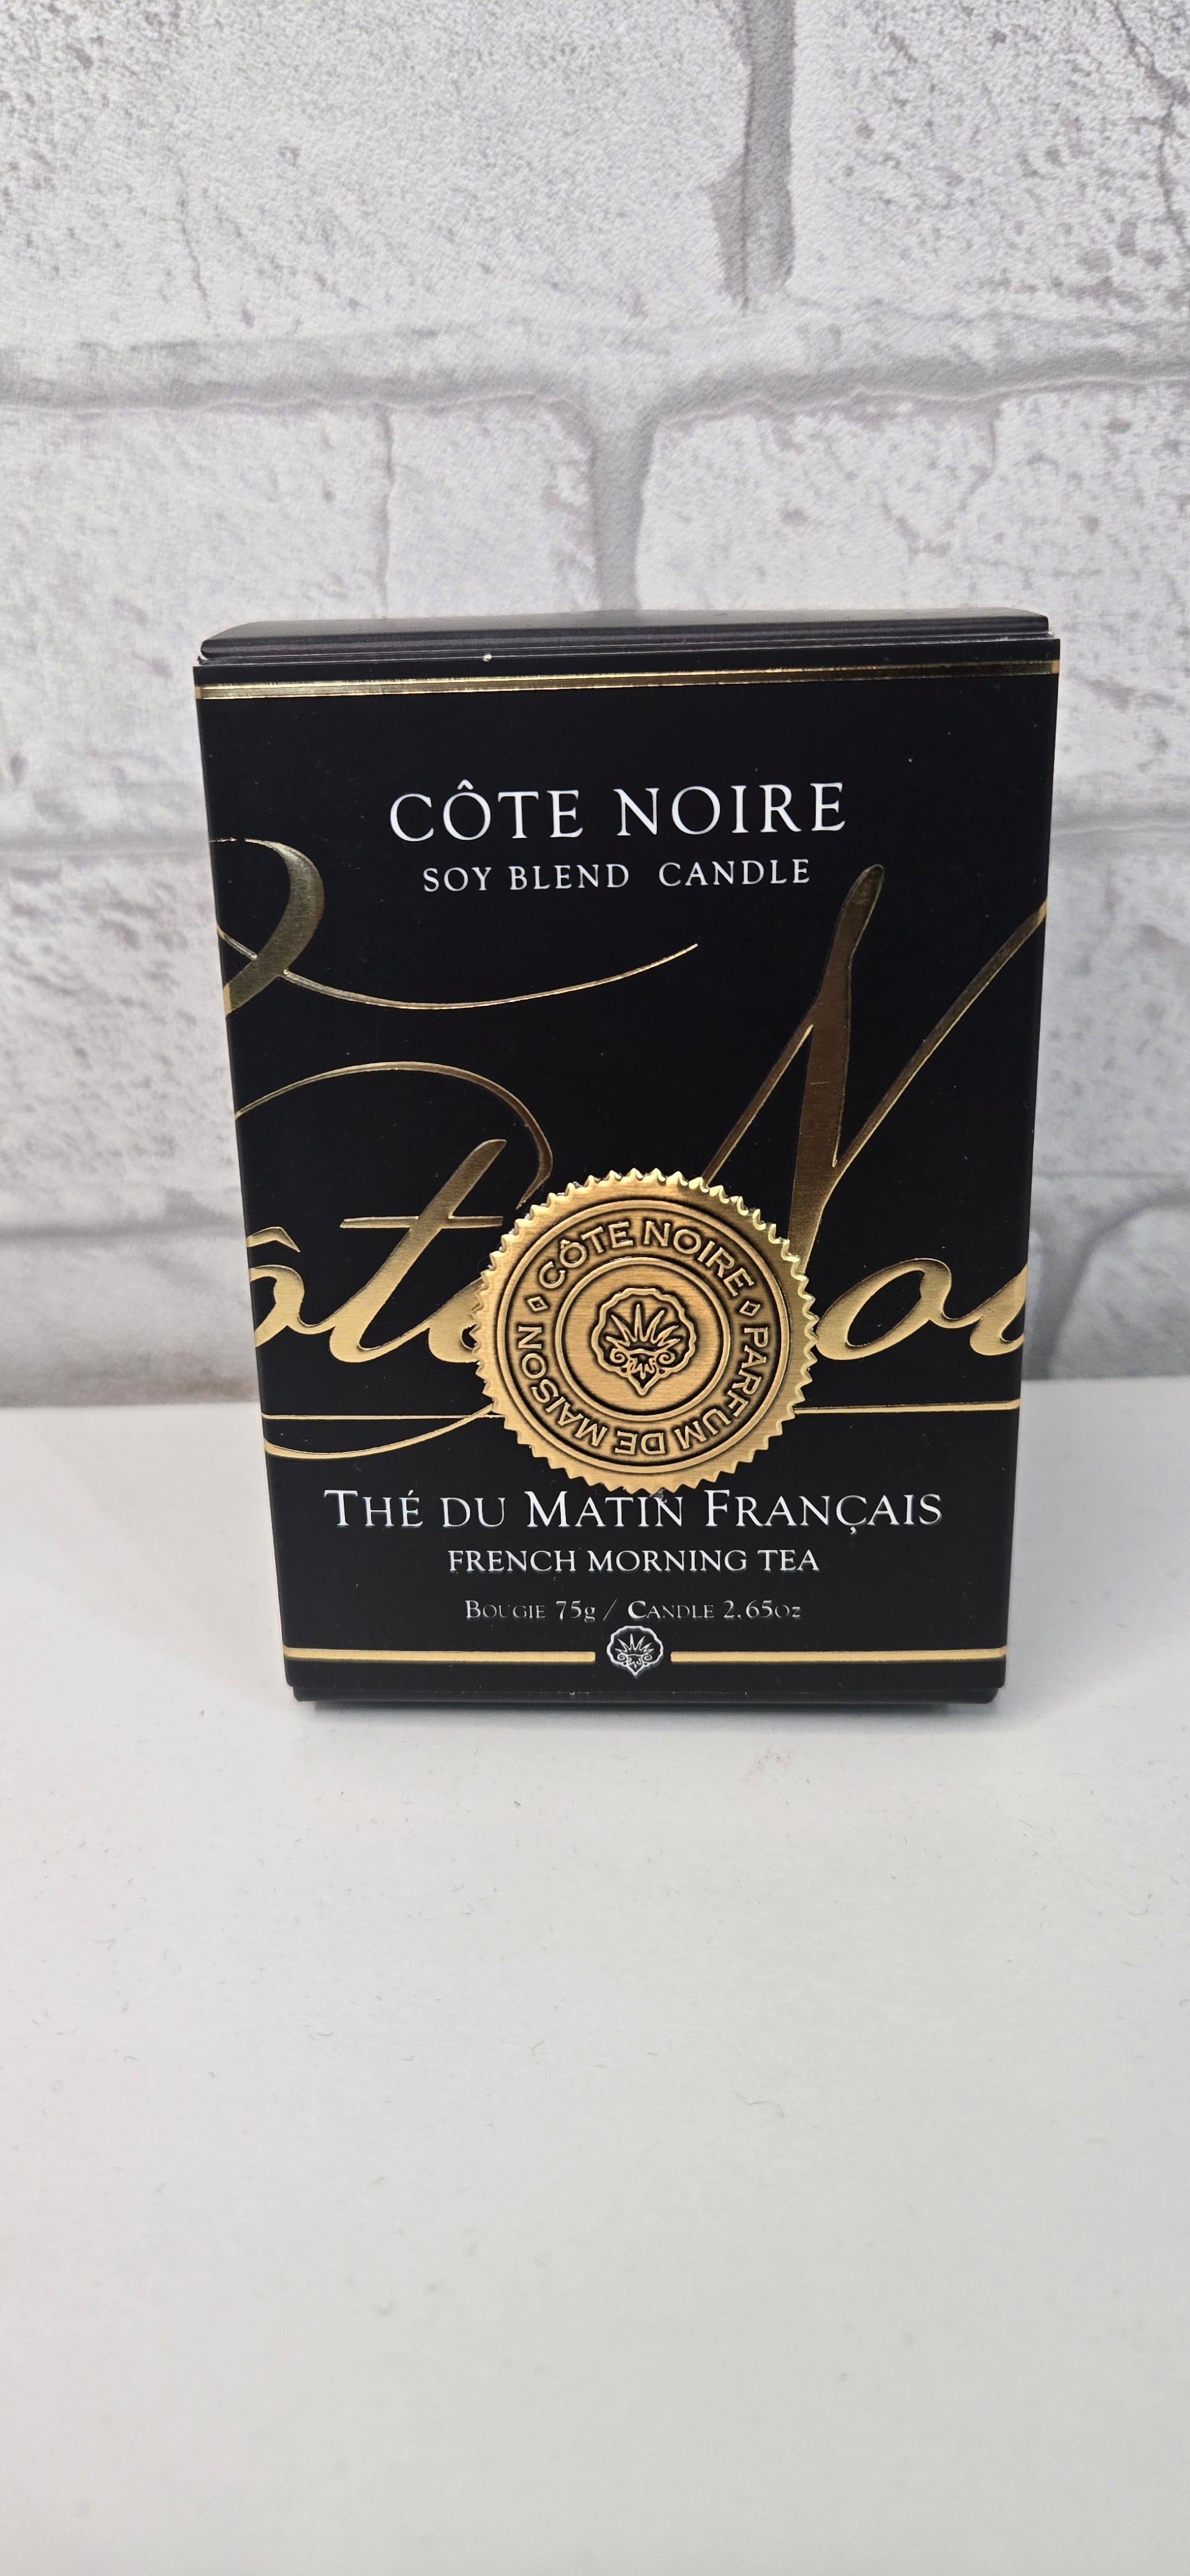 CÔTE NOIRE
SOY BLEND CANDLE
CÔTE NOIRE ◊ PARFUM DE MAISON ◊
THÉ DU MATIN FRANÇAIS
FRENCH MORNING TEA
BOUGIE 75g / CANDLE 2.65oz